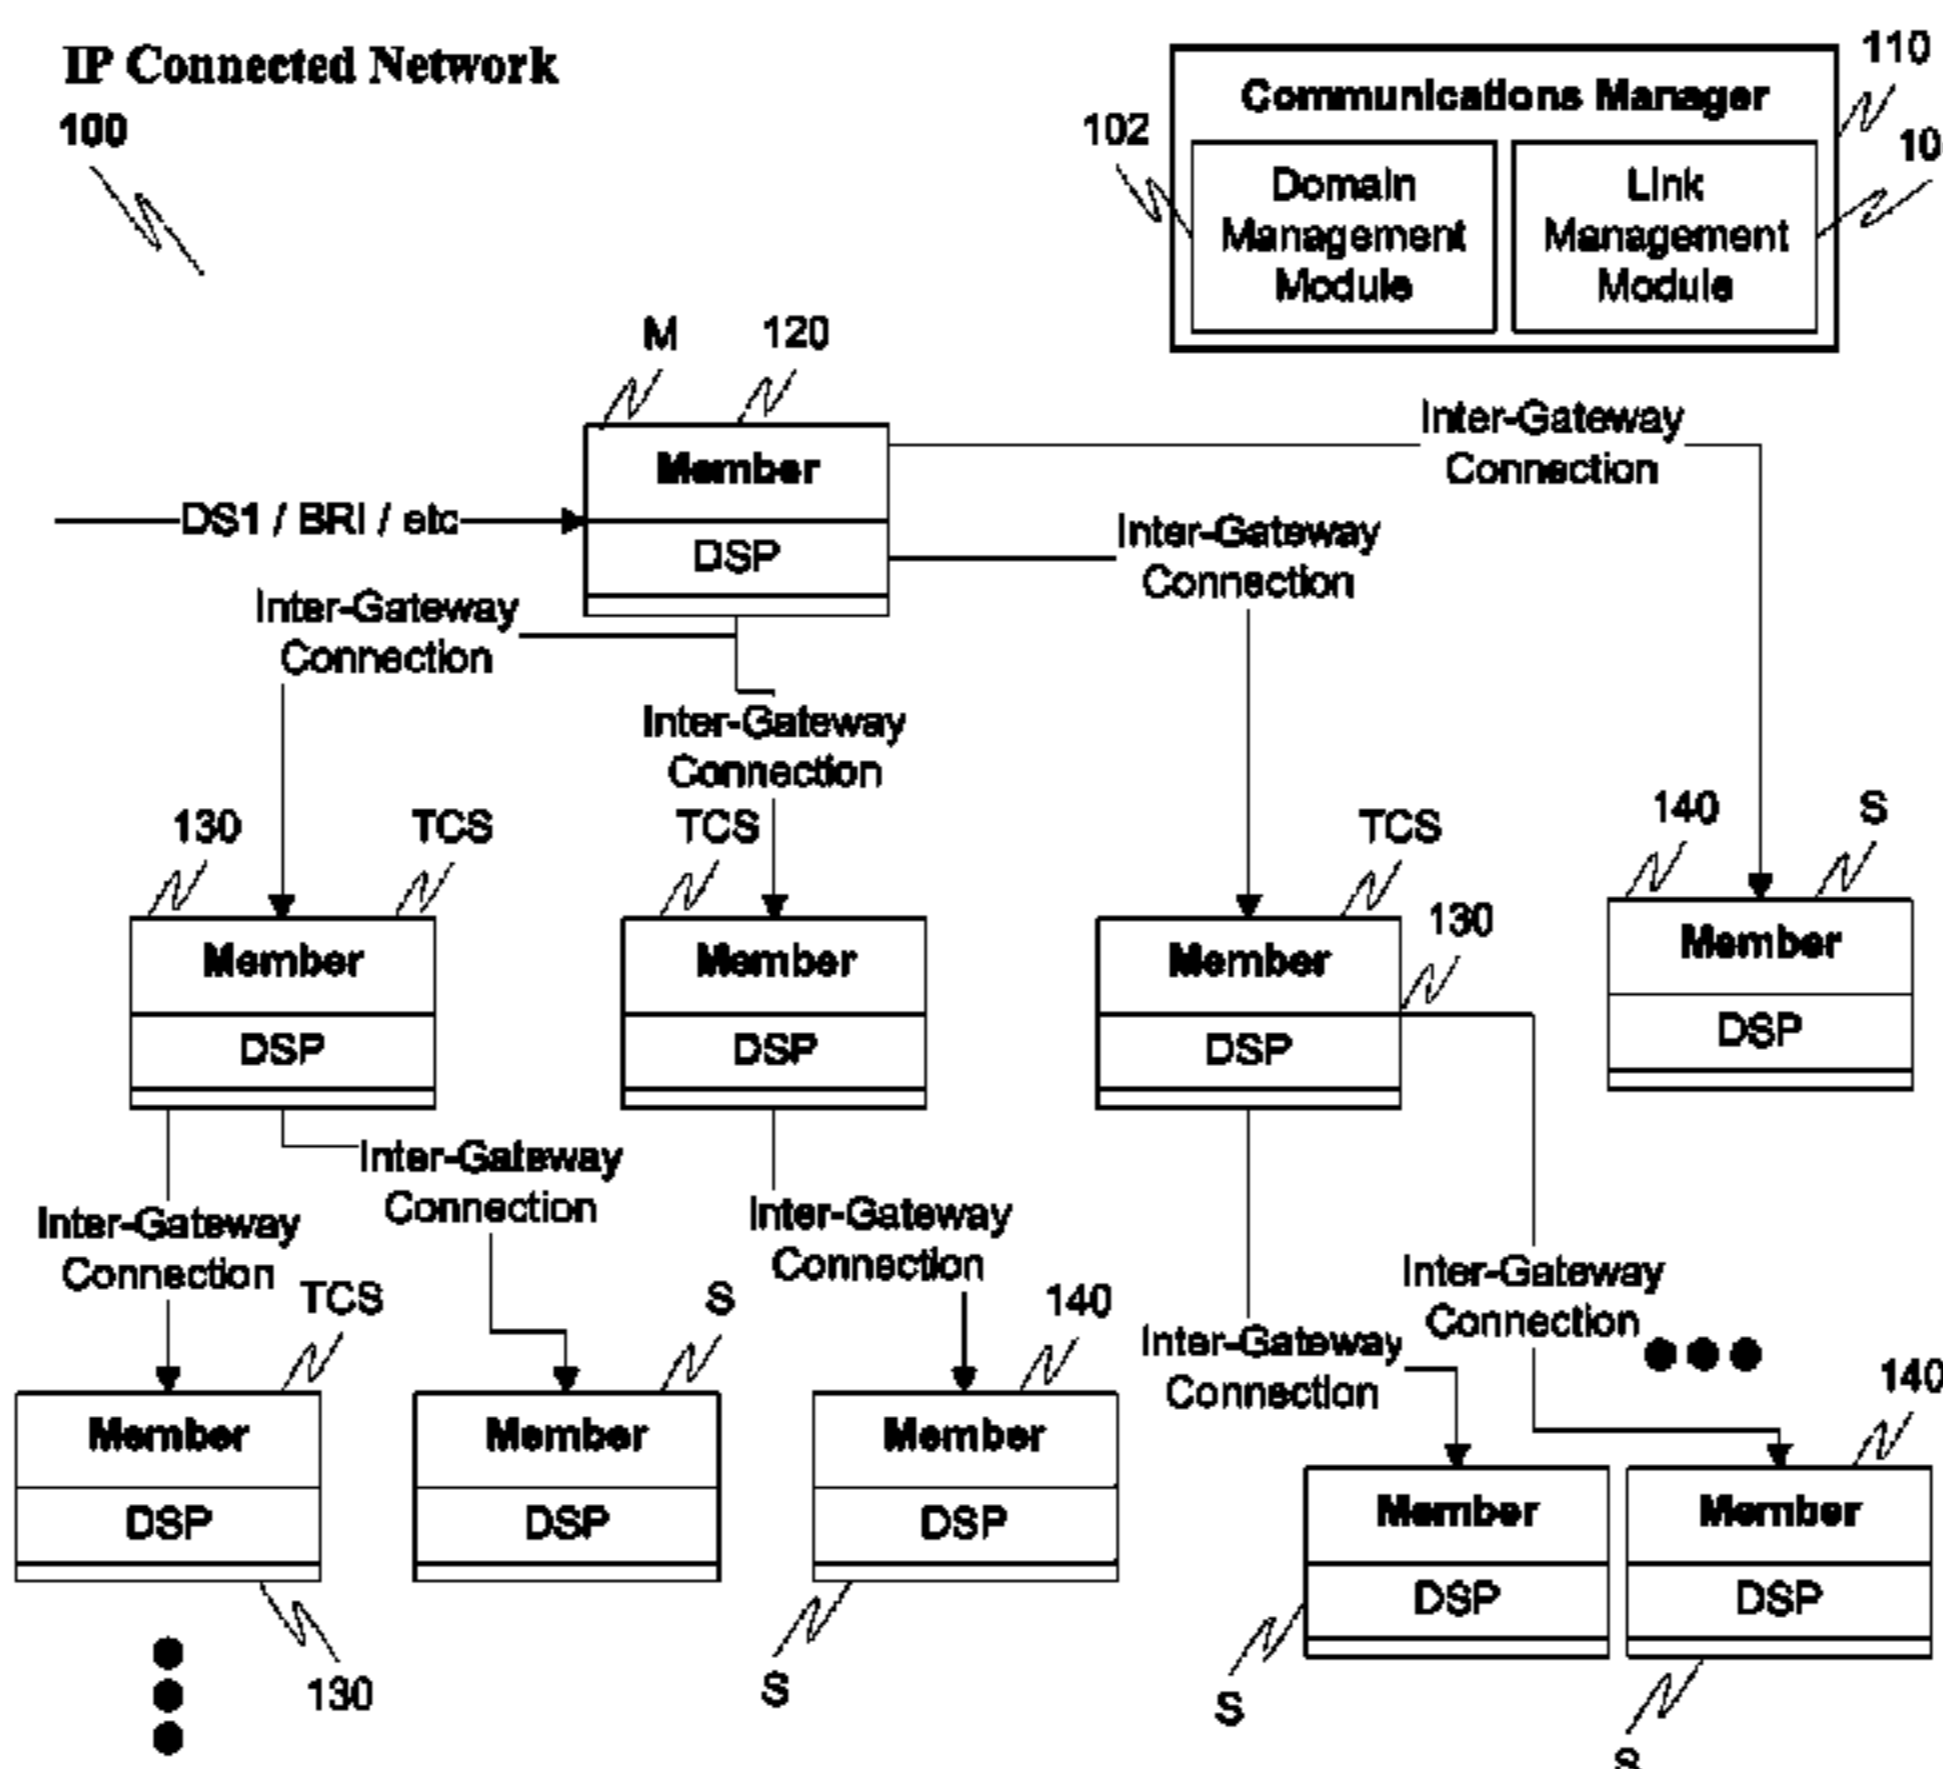 IP Connected Network
100
110
Communications Manager
102
10
Domain
Management
Module
Link
Management
Module
M
120
Member
DSP
DS1 / BRI / etc
Inter-Gateway
Connection
Inter-Gateway
Connection
Inter-Gateway
Connection
Inter-Gateway
Connection
130
TCS
TCS
TCS
130
140
S
Member
DSP
Member
DSP
Member
DSP
Member
DSP
Inter-Gateway
Connection
Inter-Gateway
Connection
Inter-Gateway
Connection
Inter-Gateway
Connection
Inter-Gateway
Connection
TCS
S
140
140
Member
DSP
Member
DSP
Member
DSP
Member
DSP
Member
DSP
130
S
S
S